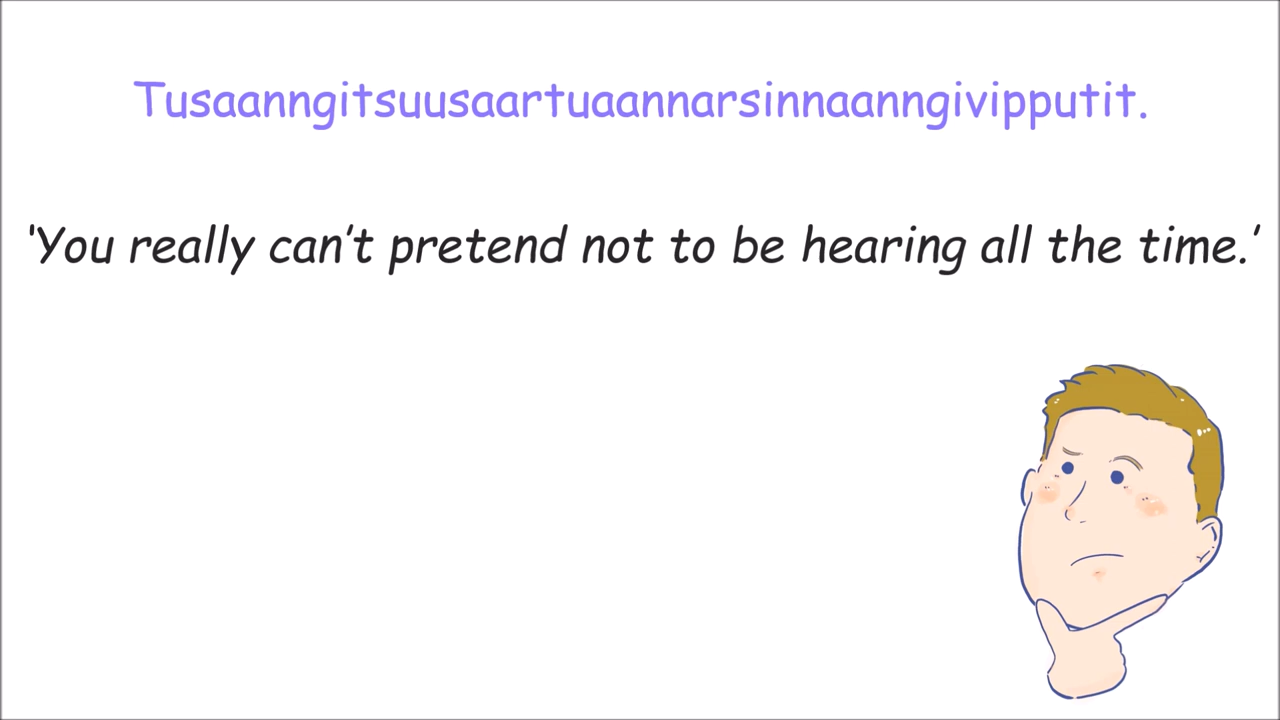 Tusaanngitsuusaartuaannarsinnaanngivipputit.
'You really can't pretend not to be hearing all the time.'